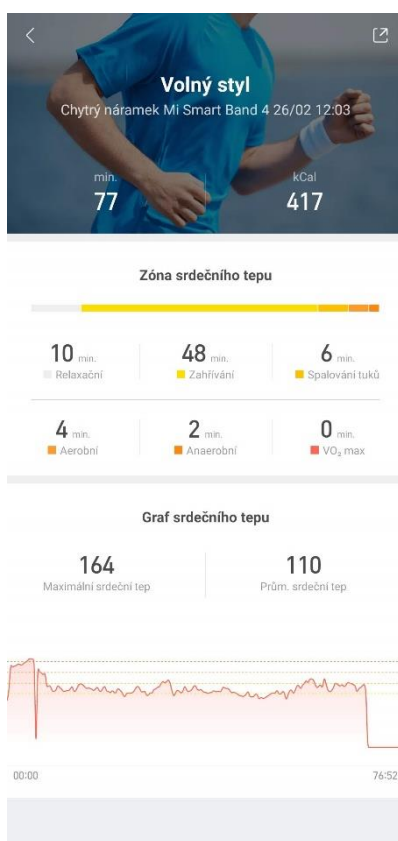 Volný styl
Chytrý náramek Mi Smart Band 4 26/02 12:03
min. kCal
77 417
Zóna srdečního tepu
10 min. 48 min. 6 min.
Relaxační Zahřívání Spalování tuků
4 min. 2 min. 0 min.
Aerobní Anaerobní VO₂ max
Graf srdečního tepu
164 110
Maximální srdeční tep Prům. srdeční tep
00:00 76:52